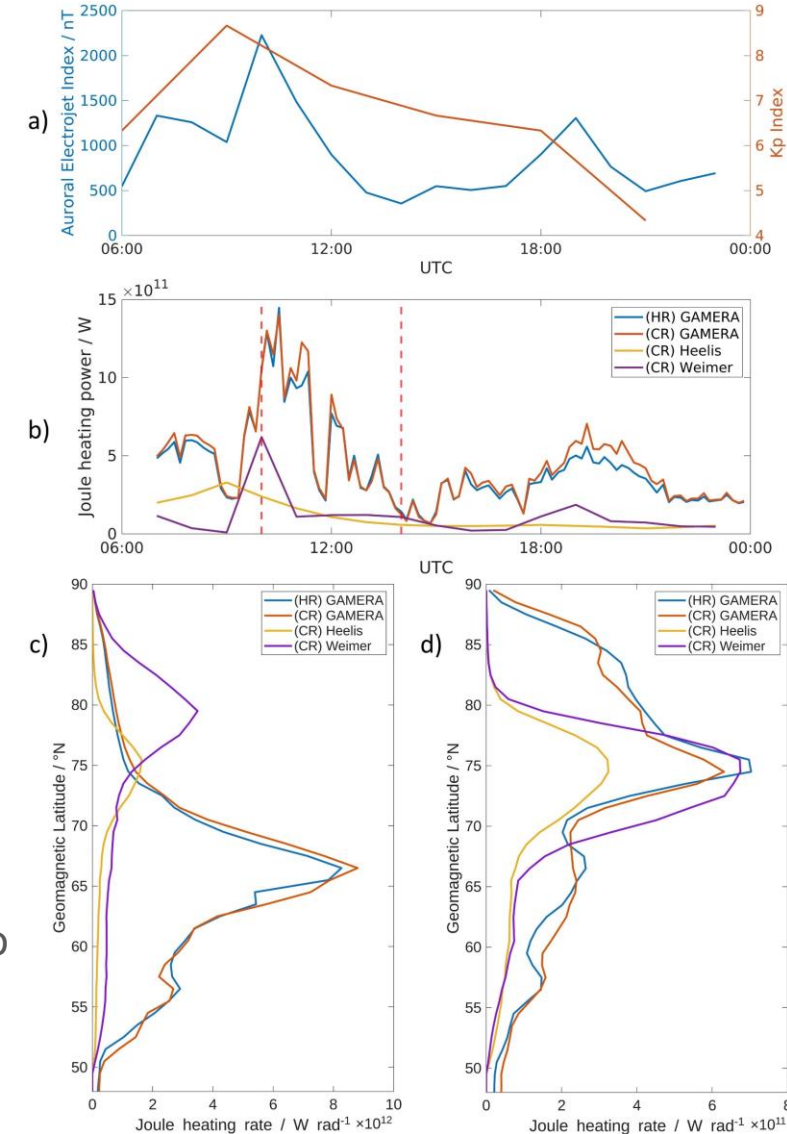 a)
Auroral Electrojet Index / nT
2500
2000
1500
1000
500
0
9
8
7
6
5
4
Kp Index
06:00 12:00 18:00 00:00
UTC
b)
×10¹¹
Joule heating power / W
15
10
5
0
(HR) GAMERA
(CR) GAMERA
(CR) Heelis
(CR) Weimer
06:00 12:00 18:00 00:00
UTC
c)
Geomagnetic Latitude / °N
90
85
80
75
70
65
60
55
50
(HR) GAMERA
(CR) GAMERA
(CR) Heelis
(CR) Weimer
0 2 4 6 8 10
Joule heating rate / W rad⁻¹ ×10¹²
d)
Geomagnetic Latitude / °N
90
85
80
75
70
65
60
55
50
(HR) GAMERA
(CR) GAMERA
(CR) Heelis
(CR) Weimer
0 2 4 6 8
Joule heating rate / W rad⁻¹ ×10¹¹